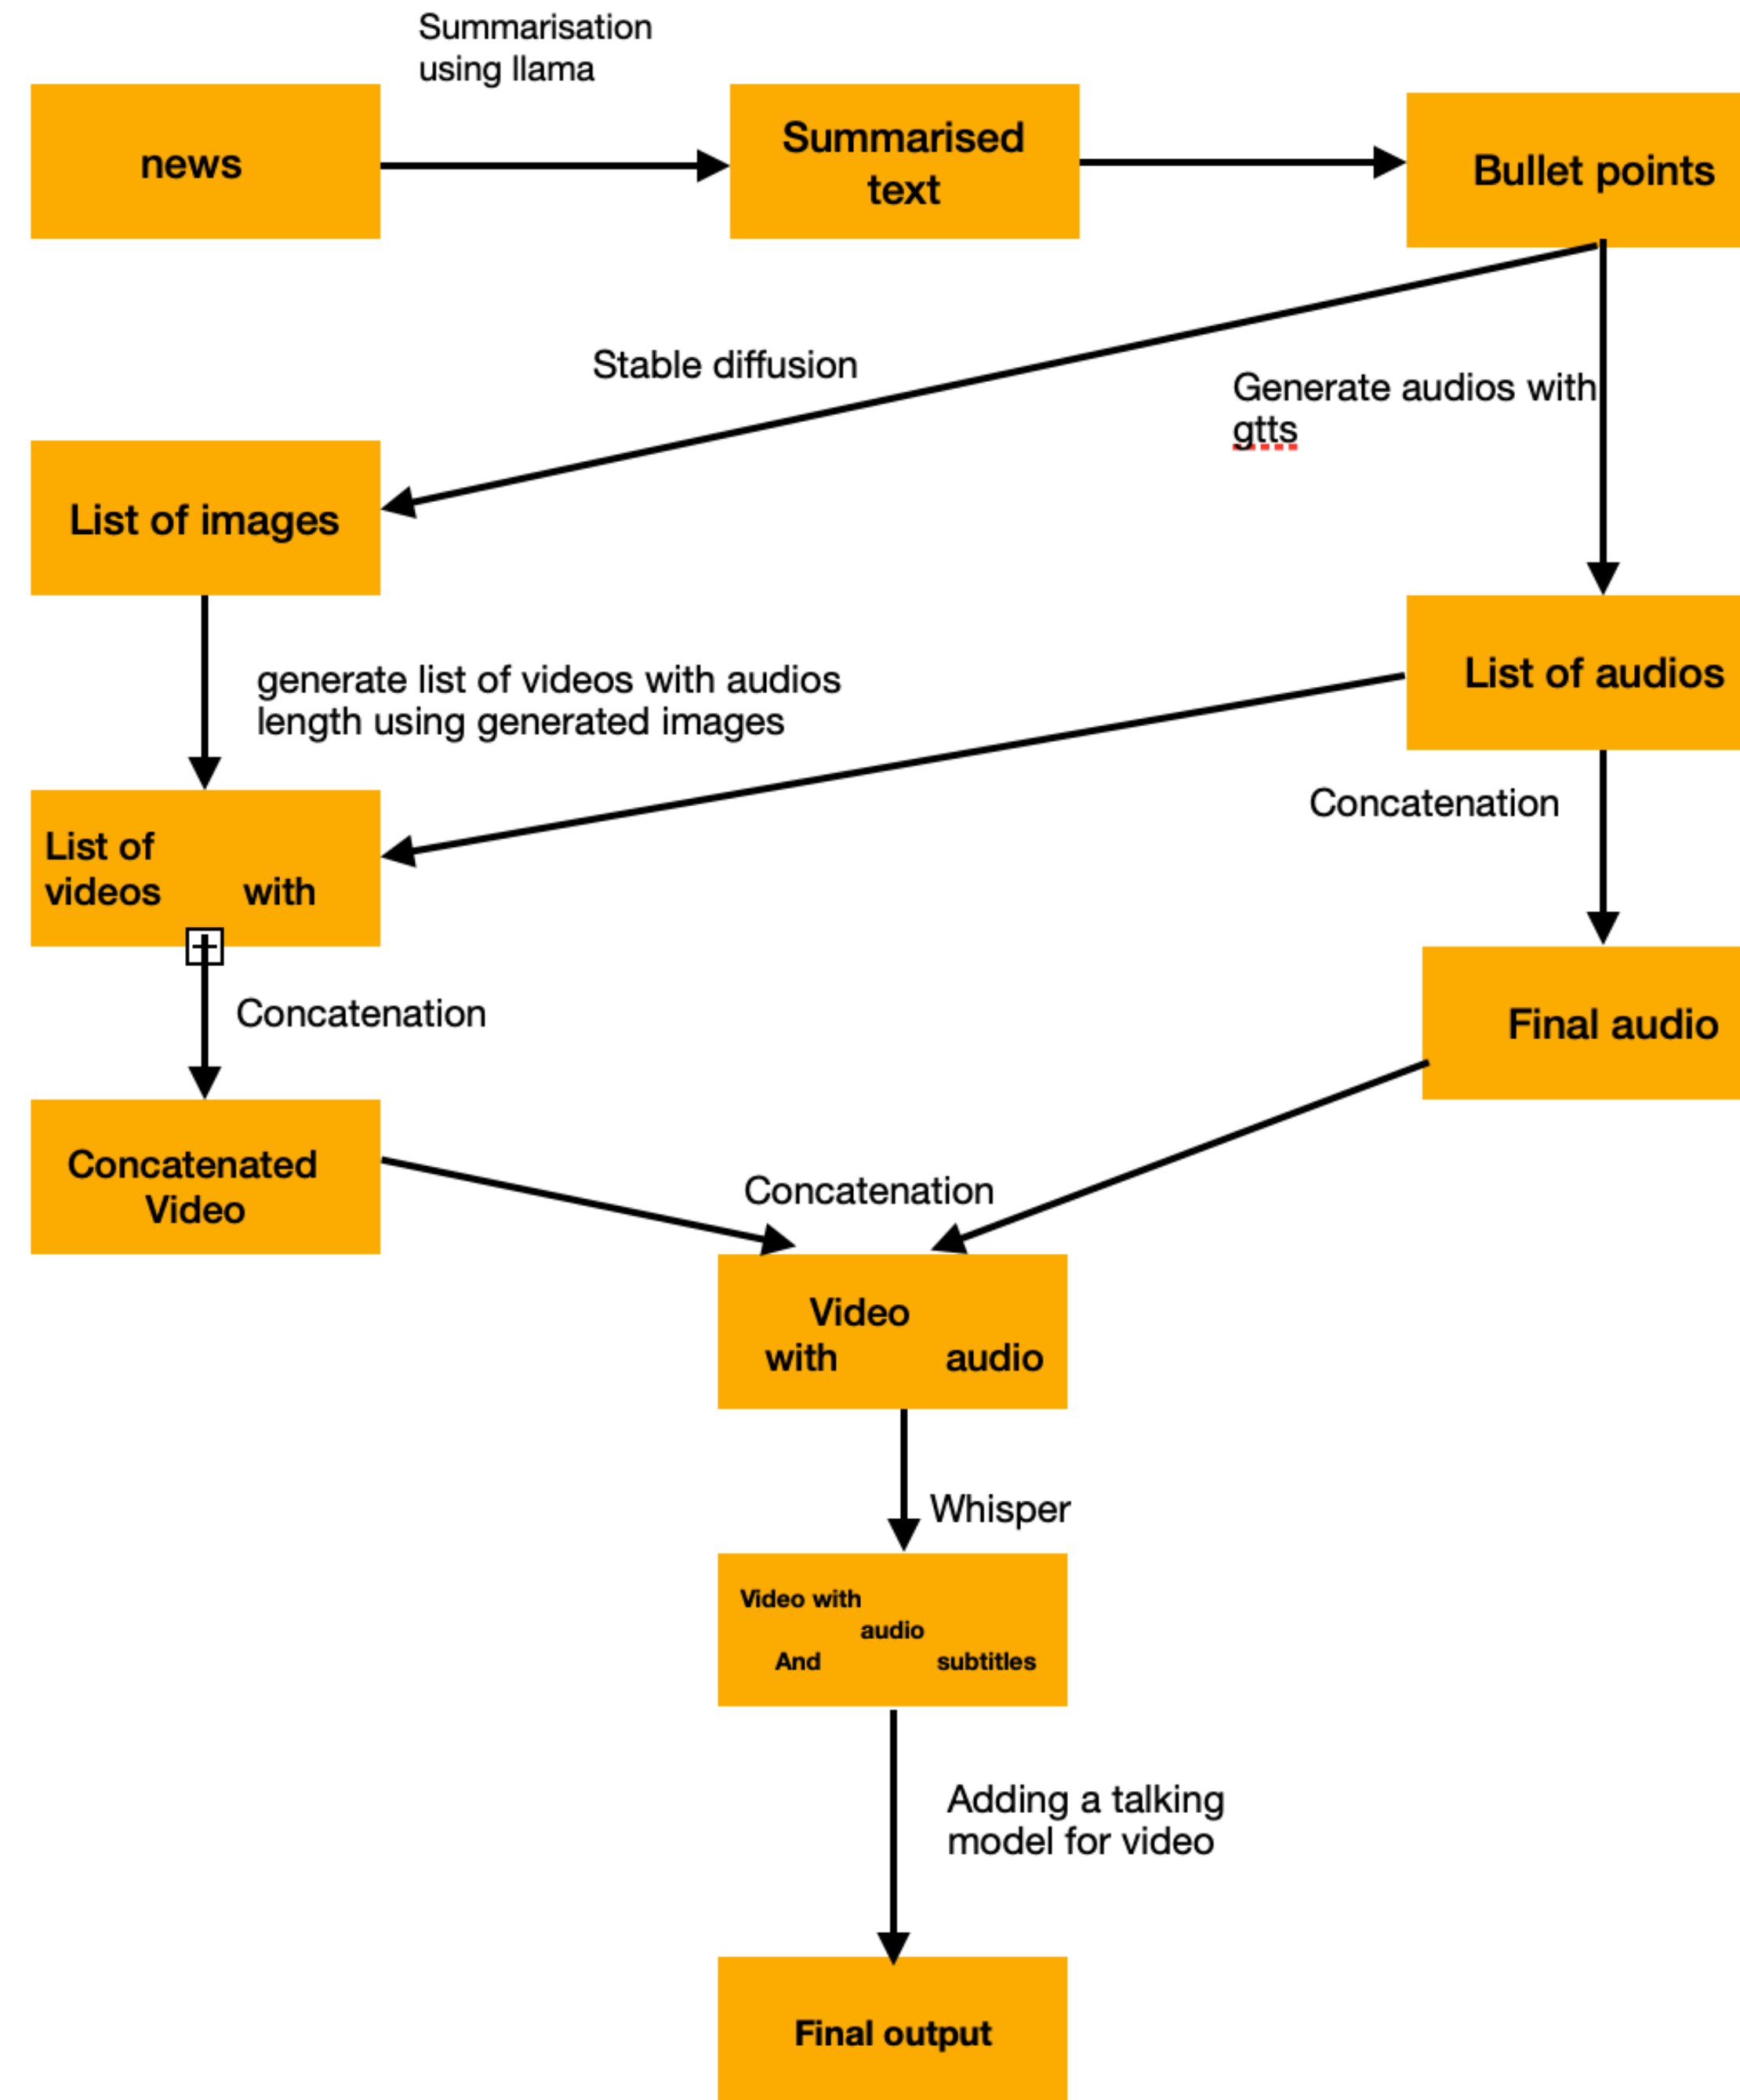 Summarisation
using llama
news
Summarised
text
Bullet points
Stable diffusion
Generate audios with
gtts
List of images
generate list of videos with audios
length using generated images
List of audios
List of
videos with
Concatenation
Concatenation
Final audio
Concatenated
Video
Concatenation
Video
with audio
Whisper
Video with
audio
And subtitles
Adding a talking
model for video
Final output